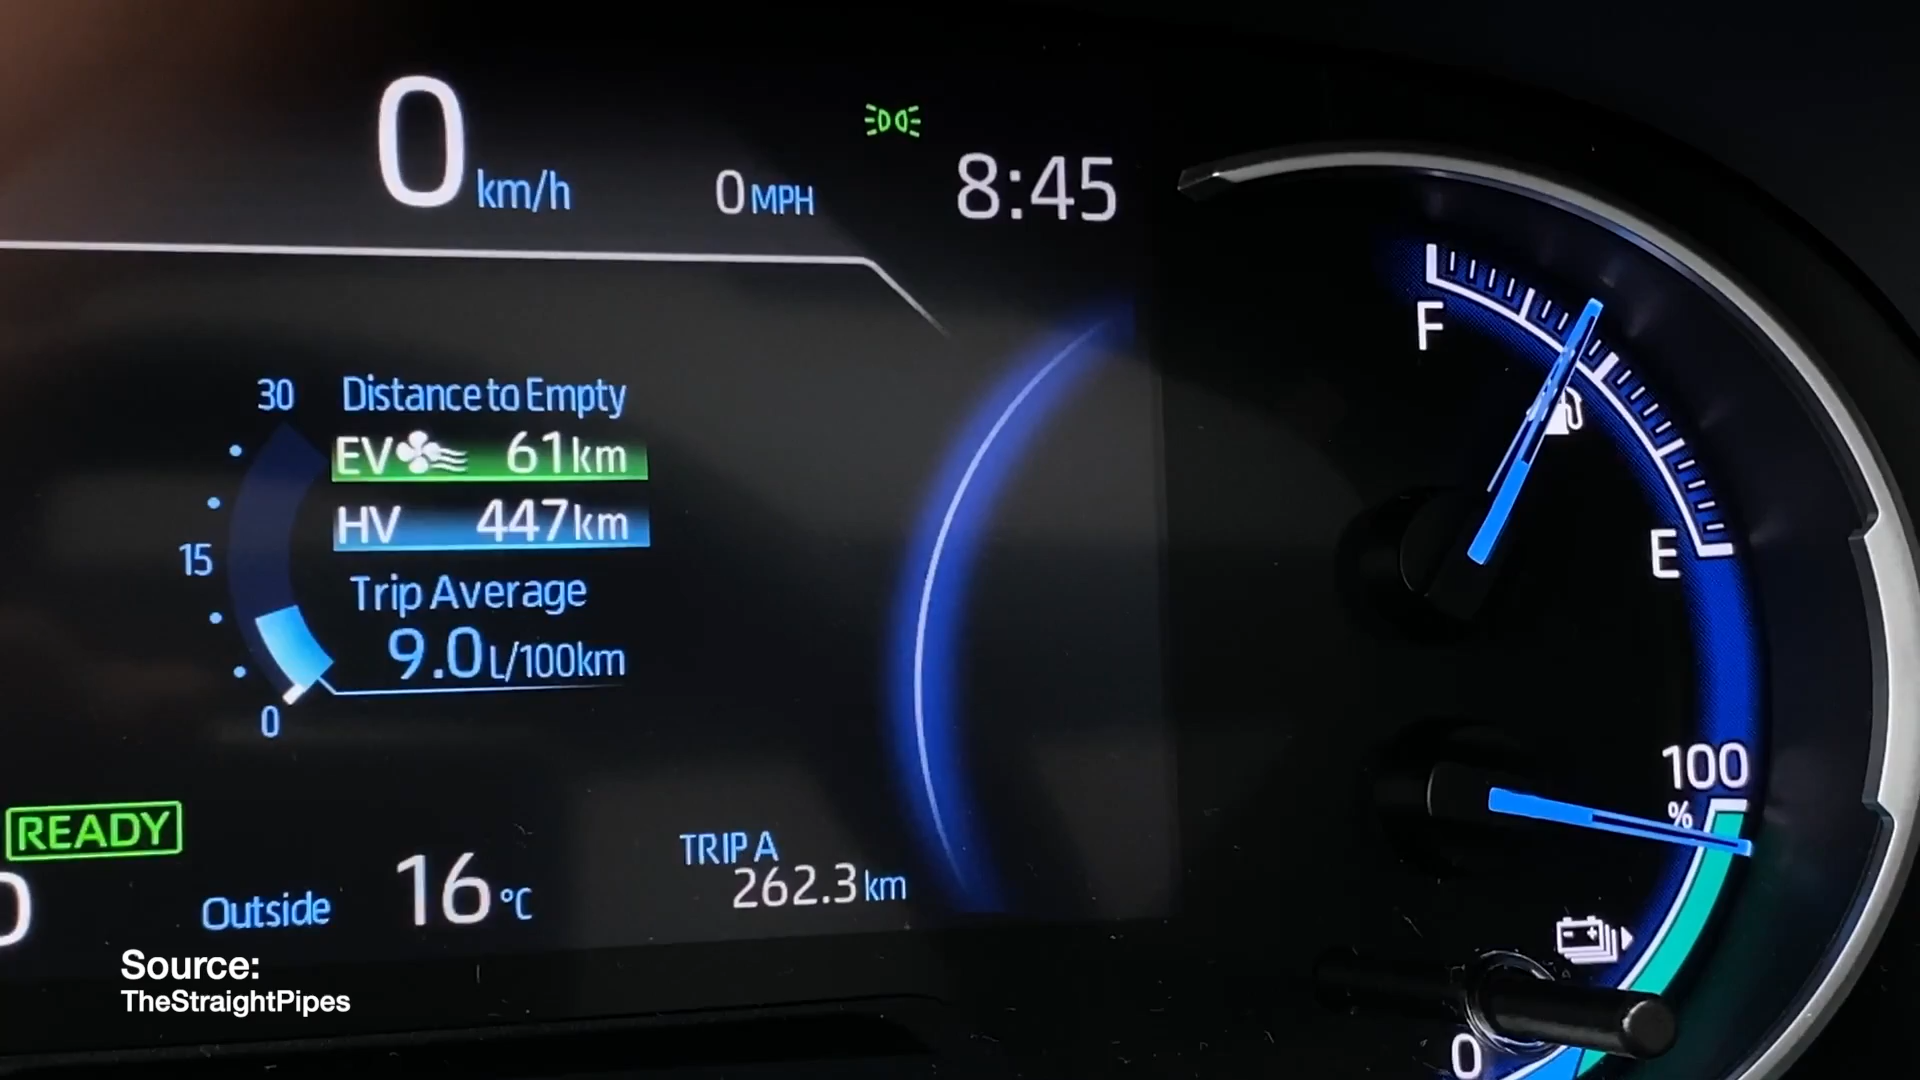 0 km/h
0 MPH
8:45
F
30
Distance to Empty
EV 61km
HV 447km
15
Trip Average
9.0 L/100km
E
0
100
%
READY
TRIP A
262.3 km
0
Outside 16 °C
Source:
TheStraightPipes
0